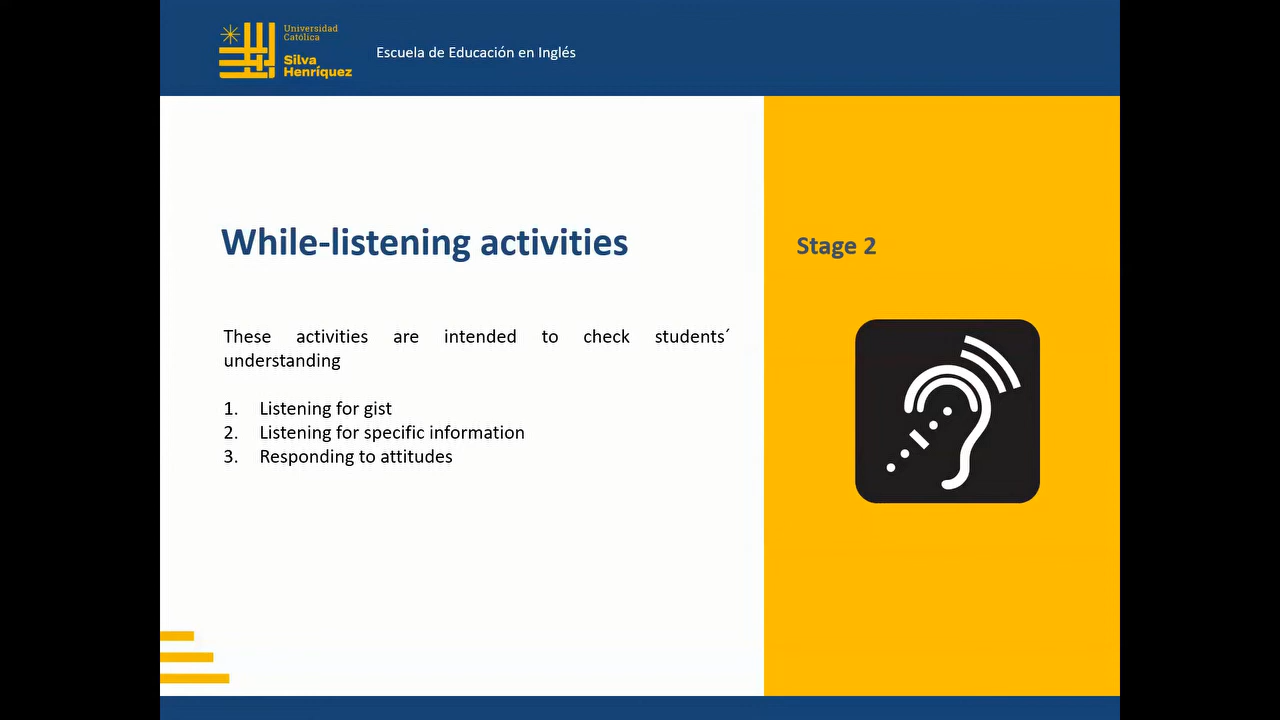 Universidad
Católica
Silva
Henríquez
Escuela de Educación en Inglés
While-listening activities
Stage 2
These activities are intended to check students´
understanding
1. Listening for gist
2. Listening for specific information
3. Responding to attitudes